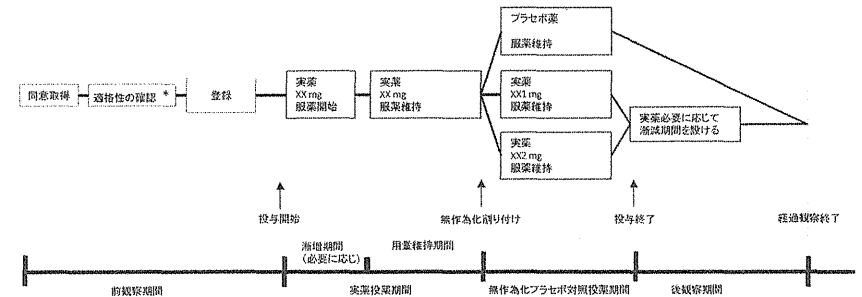 プラセボ薬
服薬維持
同意取得
適格性の確認 *
登録
実薬
XX mg
服薬開始
実薬
XX mg
服薬維持
実薬
XX1 mg
服薬維持
実薬
XX2 mg
服薬維持
実薬必要に応じて
漸減期間を設ける
投与開始
無作為化割り付け
投与終了
経過観察終了
漸増期間
(必要に応じ)
用量維持期間
前観察期間
実薬投薬期間
無作為化プラセボ対照投薬期間
後観察期間